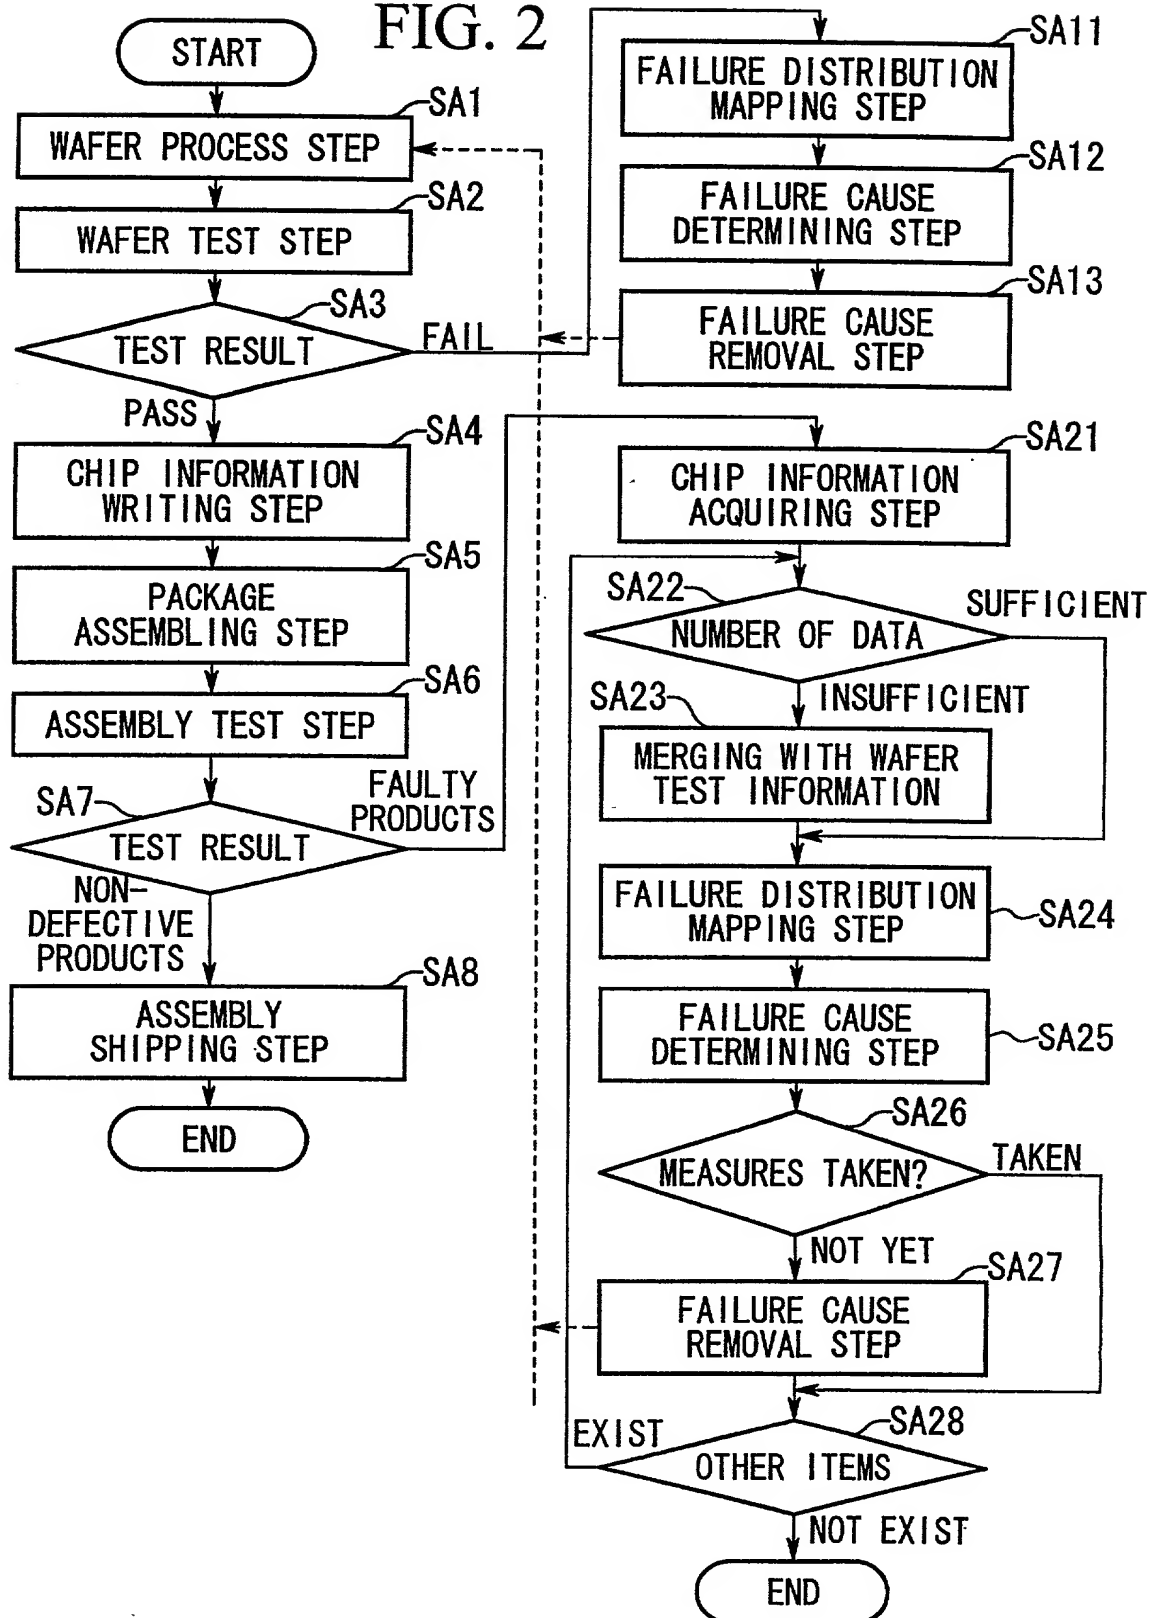 FIG. 2
START
SA1
WAFER PROCESS STEP
SA2
WAFER TEST STEP
SA3
TEST RESULT
FAIL
PASS
SA4
CHIP INFORMATION
WRITING STEP
SA5
PACKAGE
ASSEMBLING STEP
SA6
ASSEMBLY TEST STEP
SA7
FAULTY
PRODUCTS
TEST RESULT
NON-
DEFECTIVE
PRODUCTS
SA8
ASSEMBLY
SHIPPING STEP
END
SA11
FAILURE DISTRIBUTION
MAPPING STEP
SA12
FAILURE CAUSE
DETERMINING STEP
SA13
FAILURE CAUSE
REMOVAL STEP
SA21
CHIP INFORMATION
ACQUIRING STEP
SA22
SUFFICIENT
NUMBER OF DATA
INSUFFICIENT
SA23
MERGING WITH WAFER
TEST INFORMATION
FAILURE DISTRIBUTION
MAPPING STEP
SA24
FAILURE CAUSE
DETERMINING STEP
SA25
SA26
MEASURES TAKEN?
TAKEN
NOT YET
SA27
FAILURE CAUSE
REMOVAL STEP
SA28
EXIST
OTHER ITEMS
NOT EXIST
END